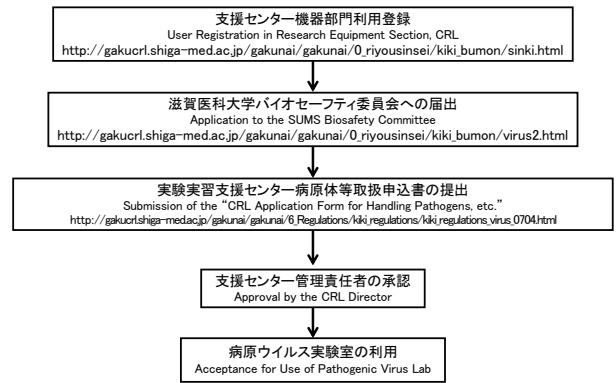 支援センター機器部門利用登録
User Registration in Research Equipment Section, CRL
http://gakucrl.shiga-med.ac.jp/gakunai/gakunai/0_riyousinsei/kiki_bumon/sinki.html
滋賀医科大学バイオセーフティ委員会への届出
Application to the SUMS Biosafety Committee
http://gakucrl.shiga-med.ac.jp/gakunai/gakunai/0_riyousinsei/kiki_bumon/virus2.html
実験実習支援センター病原体等取扱申込書の提出
Submission of the “CRL Application Form for Handling Pathogens, etc.”
http://gakucrl.shiga-med.ac.jp/gakunai/gakunai/6_Regulations/kiki_regulations/kiki_regulations_virus_0704.html
支援センター管理責任者の承認
Approval by the CRL Director
病原ウイルス実験室の利用
Acceptance for Use of Pathogenic Virus Lab